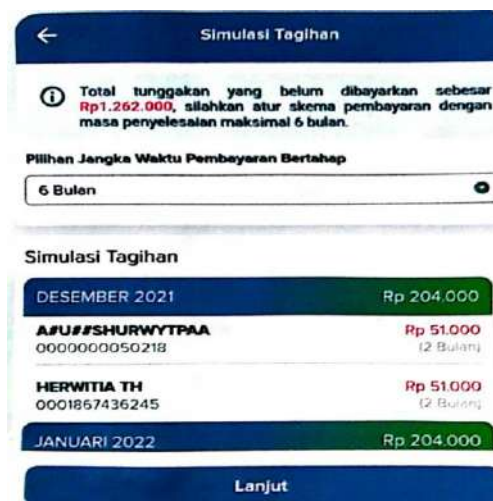 Simulasi Tagihan
Total tunggakan yang belum dibayarkan sebesar
Rp1.262.000, silahkan atur skema pembayaran dengan
masa penyelesaian maksimal 6 bulan.
Pilihan Jangka Waktu Pembayaran Bertahap
6 Bulan
Simulasi Tagihan
DESEMBER 2021 Rp 204.000
A#U##SHURWYTPAA Rp 51.000
0000000050218 (2 Bulan)
HERWITIA TH Rp 51.000
0001867436245 (2 Bulan)
JANUARI 2022 Rp 204.000
Lanjut